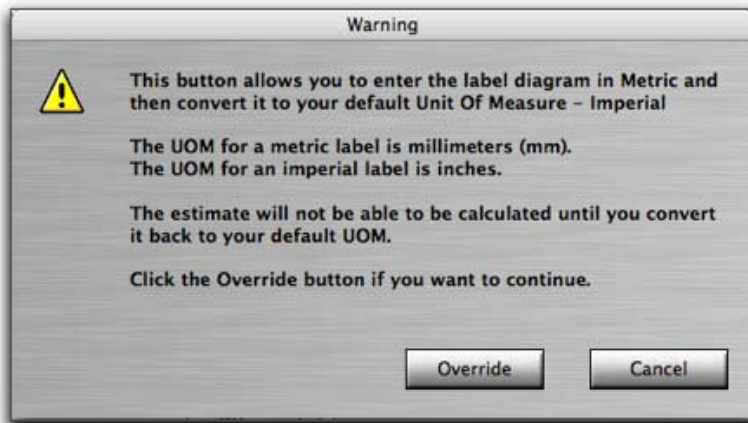 Warning
This button allows you to enter the label diagram in Metric and
then convert it to your default Unit Of Measure – Imperial
The UOM for a metric label is millimeters (mm).
The UOM for an imperial label is inches.
The estimate will not be able to be calculated until you convert
it back to your default UOM.
Click the Override button if you want to continue.
Override
Cancel